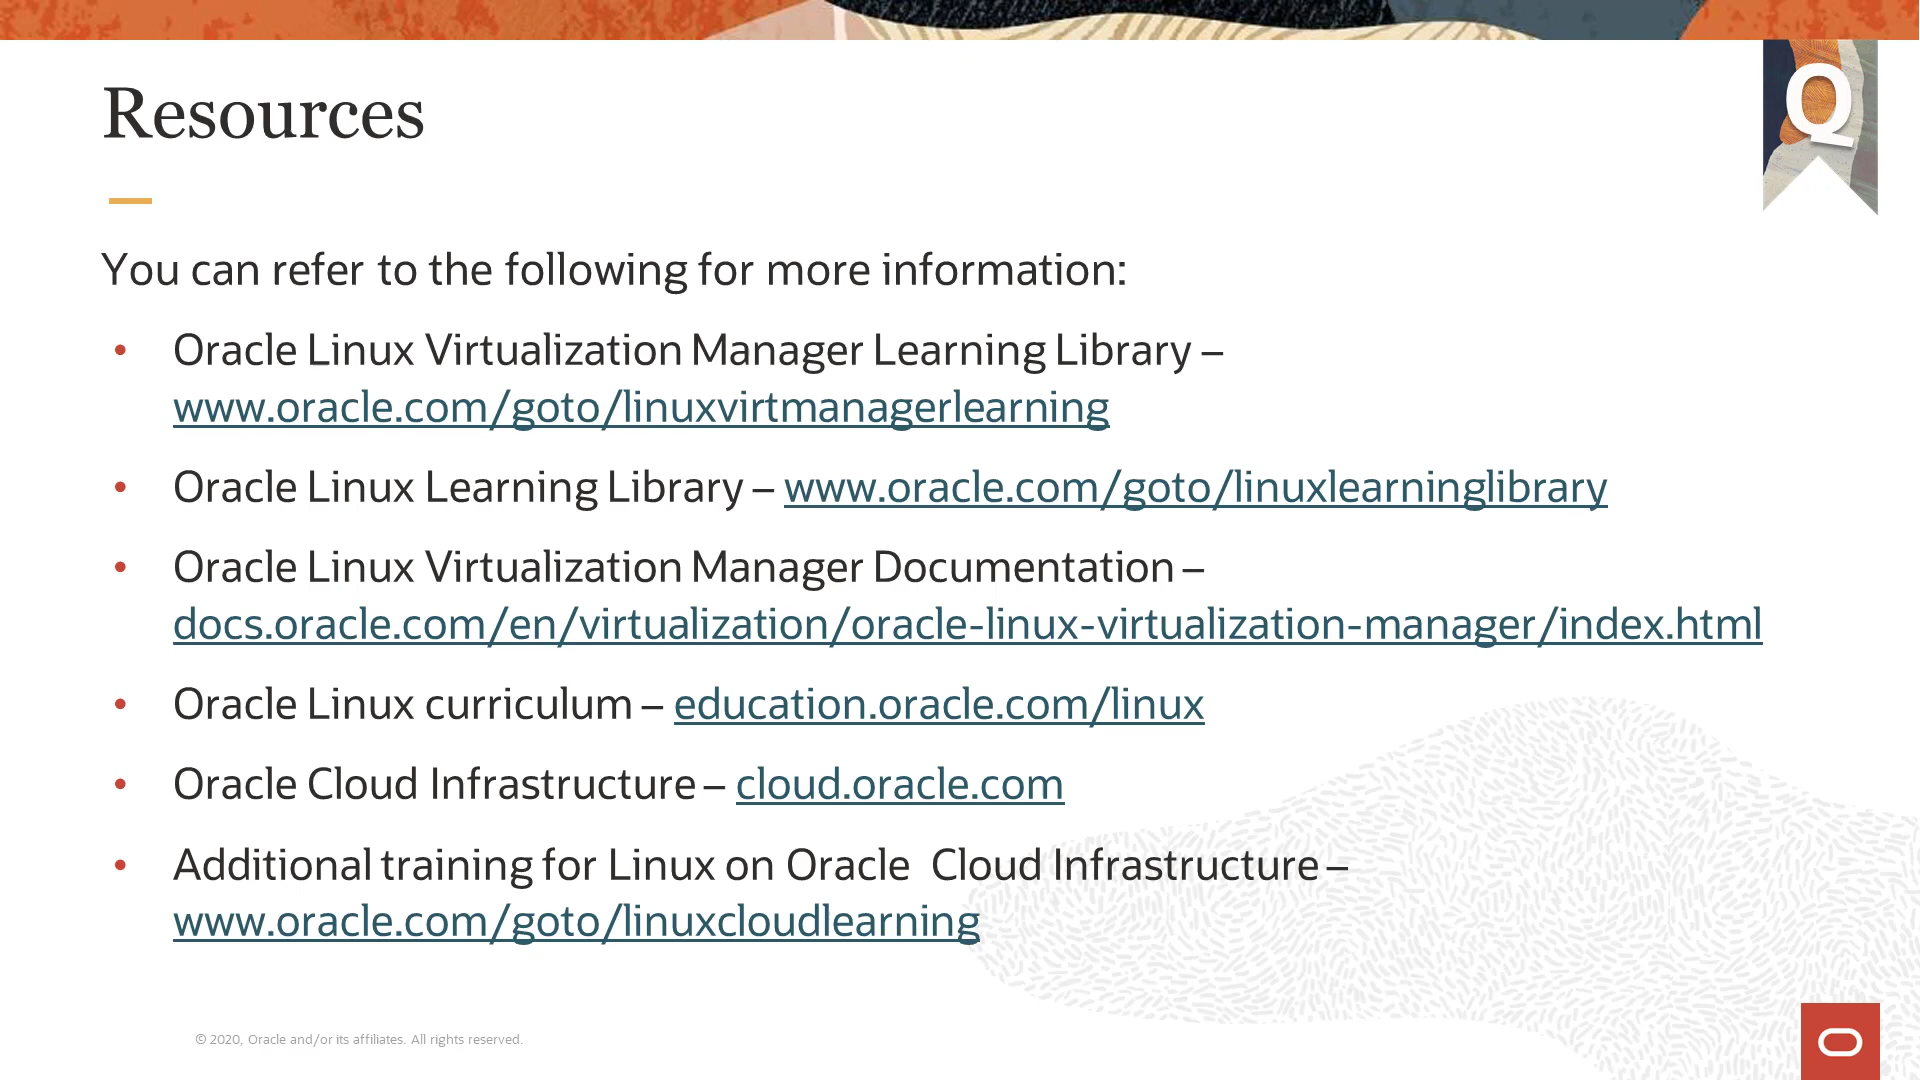 Resources
Q
You can refer to the following for more information:
• Oracle Linux Virtualization Manager Learning Library –
www.oracle.com/goto/linuxvirtmanagerlearning
• Oracle Linux Learning Library – www.oracle.com/goto/linuxlearninglibrary
• Oracle Linux Virtualization Manager Documentation –
docs.oracle.com/en/virtualization/oracle-linux-virtualization-manager/index.html
• Oracle Linux curriculum – education.oracle.com/linux
• Oracle Cloud Infrastructure – cloud.oracle.com
• Additional training for Linux on Oracle  Cloud Infrastructure –
www.oracle.com/goto/linuxcloudlearning
© 2020, Oracle and/or its affiliates. All rights reserved.